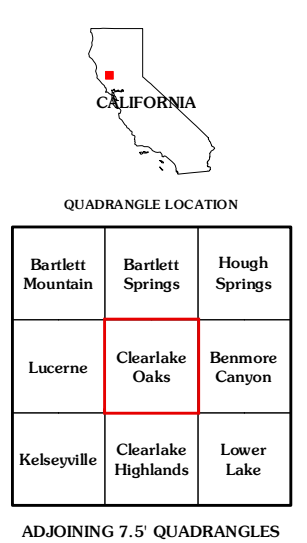 CALIFORNIA
QUADRANGLE LOCATION
Bartlett
Mountain
Bartlett
Springs
Hough
Springs
Lucerne
Clearlake
Oaks
Benmore
Canyon
Kelseyville
Clearlake
Highlands
Lower
Lake
ADJOINING 7.5' QUADRANGLES